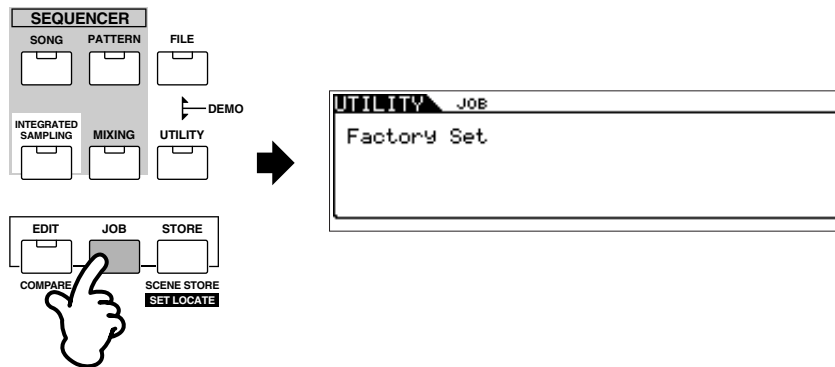 SEQUENCER
SONG PATTERN FILE
DEMO
INTEGRATED
SAMPLING MIXING UTILITY
EDIT JOB STORE
COMPARE SCENE STORE
SET LOCATE
UTILITY JOB
Factory Set